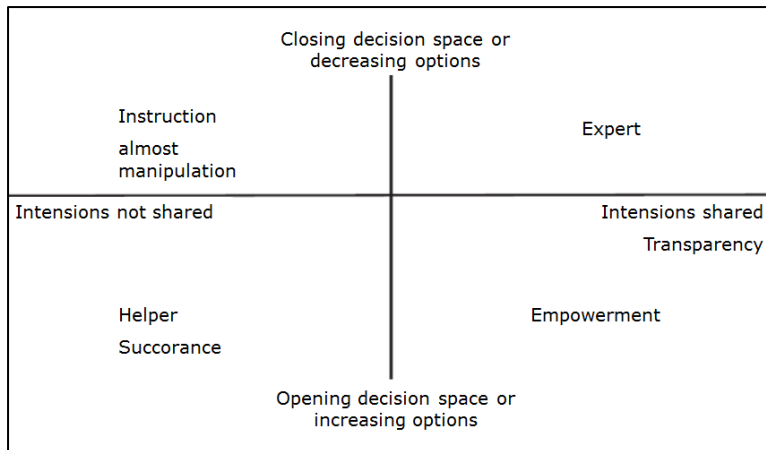 Closing decision space or
decreasing options
Instruction
almost
manipulation
Expert
Intensions not shared
Intensions shared
Transparency
Helper
Succorance
Empowerment
Opening decision space or
increasing options